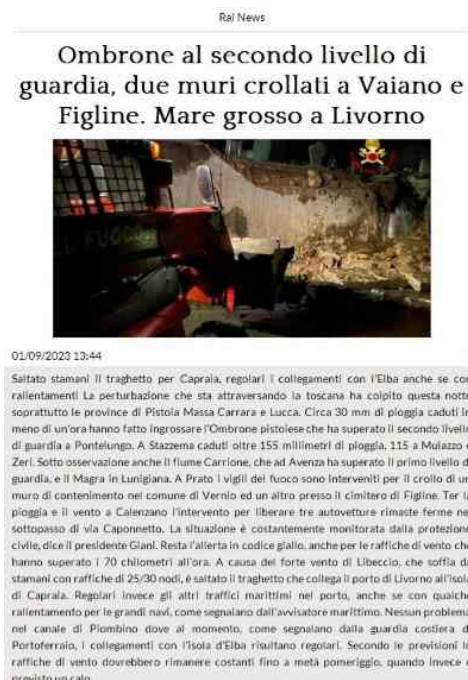 Rai News
Ombrone al secondo livello di
guardia, due muri crollati a Vaiano e
Figline. Mare grosso a Livorno
01/09/2023 13:44
Saltato stamani il traghetto per Capraia, regolari i collegamenti con l'Elba anche se con
rallentamenti La perturbazione che sta attraversando la toscana ha colpito questa notte
soprattutto le province di Pistoia Massa Carrara e Lucca. Circa 30 mm di pioggia caduti in
meno di un'ora hanno fatto ingrossare l'Ombrone pistoiese che ha superato il secondo livello
di guardia a Pontelungo. A Stazzema caduti oltre 155 millimetri di pioggia, 115 a Mulazzo e
Zeri. Sotto osservazione anche il fiume Carrione, che ad Avenza ha superato il primo livello di
guardia, e il Magra in Lunigiana. A Prato i vigili del fuoco sono interventi per il crollo di un
muro di contenimento nel comune di Vernio ed un altro presso il cimitero di Figline. Ter la
pioggia e il vento a Calenzano l'intervento per liberare tre autovetture rimaste ferme nel
sottopasso di via Caponnetto. La situazione è costantemente monitorata dalla protezione
civile, dice il presidente Giani. Resta l'allerta in codice giallo, anche per le raffiche di vento che
hanno superato i 70 chilometri all'ora. A causa del forte vento di Libeccio, che soffia da
stamani con raffiche di 25/30 nodi, è saltato il traghetto che collega il porto di Livorno all'isola
di Capraia. Regolari invece gli altri traffici marittimi nel porto, anche se con qualche
rallentamento per le grandi navi, come segnalano dall'avvisatore marittimo. Nessun problema
nel canale di Piombino dove al momento, come segnalano dalla guardia costiera di
Portoferraio, i collegamenti con l'isola d'Elba risultano regolari. Secondo le previsioni le
raffiche di vento dovrebbero rimanere costanti fino a metà pomeriggio, quando invece è
previsto un calo.